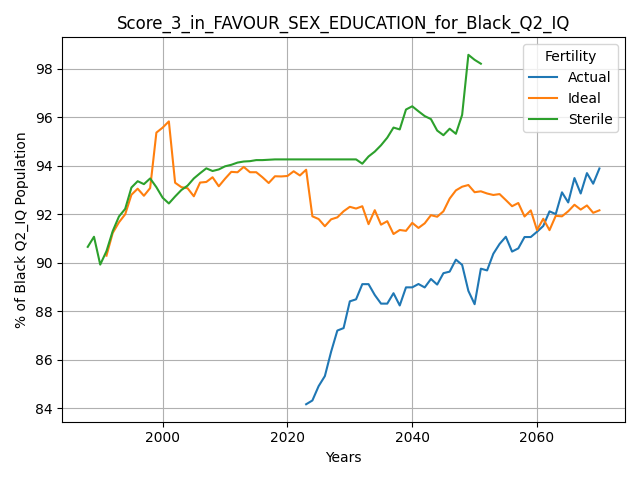 Score_3_in_FAVOUR_SEX_EDUCATION_for_Black_Q2_IQ
Fertility
Actual
Ideal
Sterile
% of Black Q2_IQ Population
98
96
94
92
90
88
86
84
2000
2020
2040
2060
Years